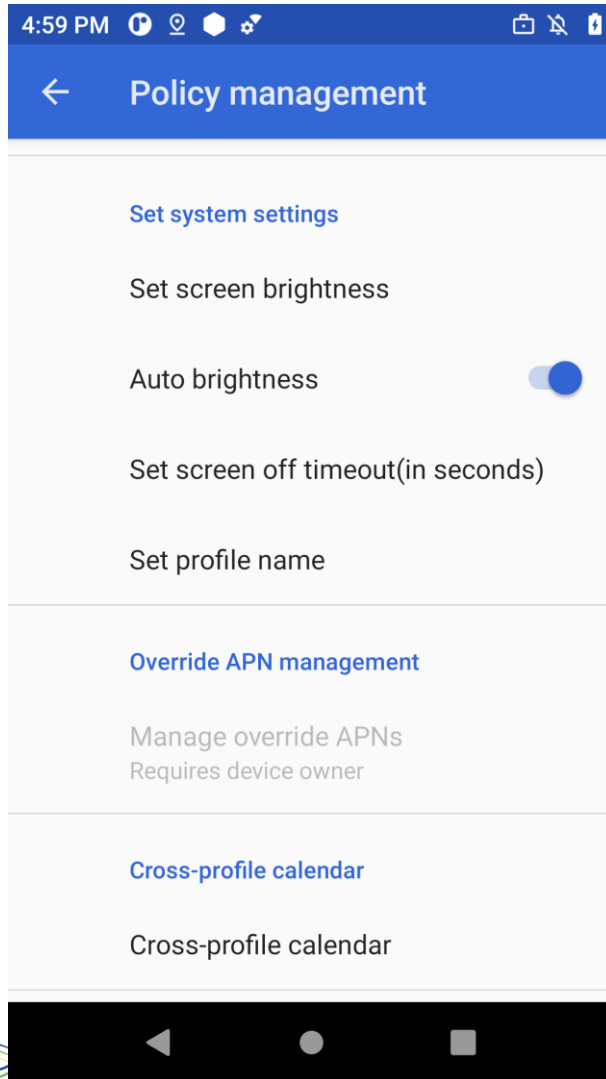 4:59 PM
Policy management
Set system settings
Set screen brightness
Auto brightness
Set screen off timeout(in seconds)
Set profile name
Override APN management
Manage override APNs
Requires device owner
Cross-profile calendar
Cross-profile calendar